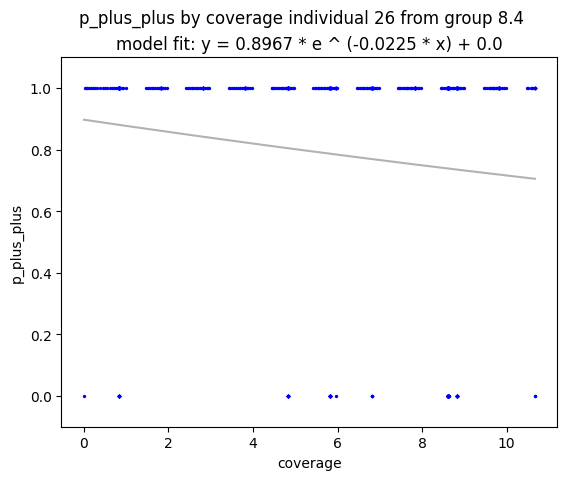 p_plus_plus by coverage individual 26 from group 8.4
model fit: y = 0.8967 * e ^ (-0.0225 * x) + 0.0
1.0
0.8
0.6
0.4
0.2
0.0
p_plus_plus
0 2 4 6 8 10
coverage